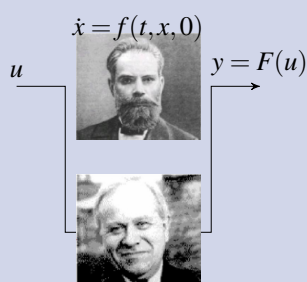 ẋ = f(t,x,0)
u
y = F(u)